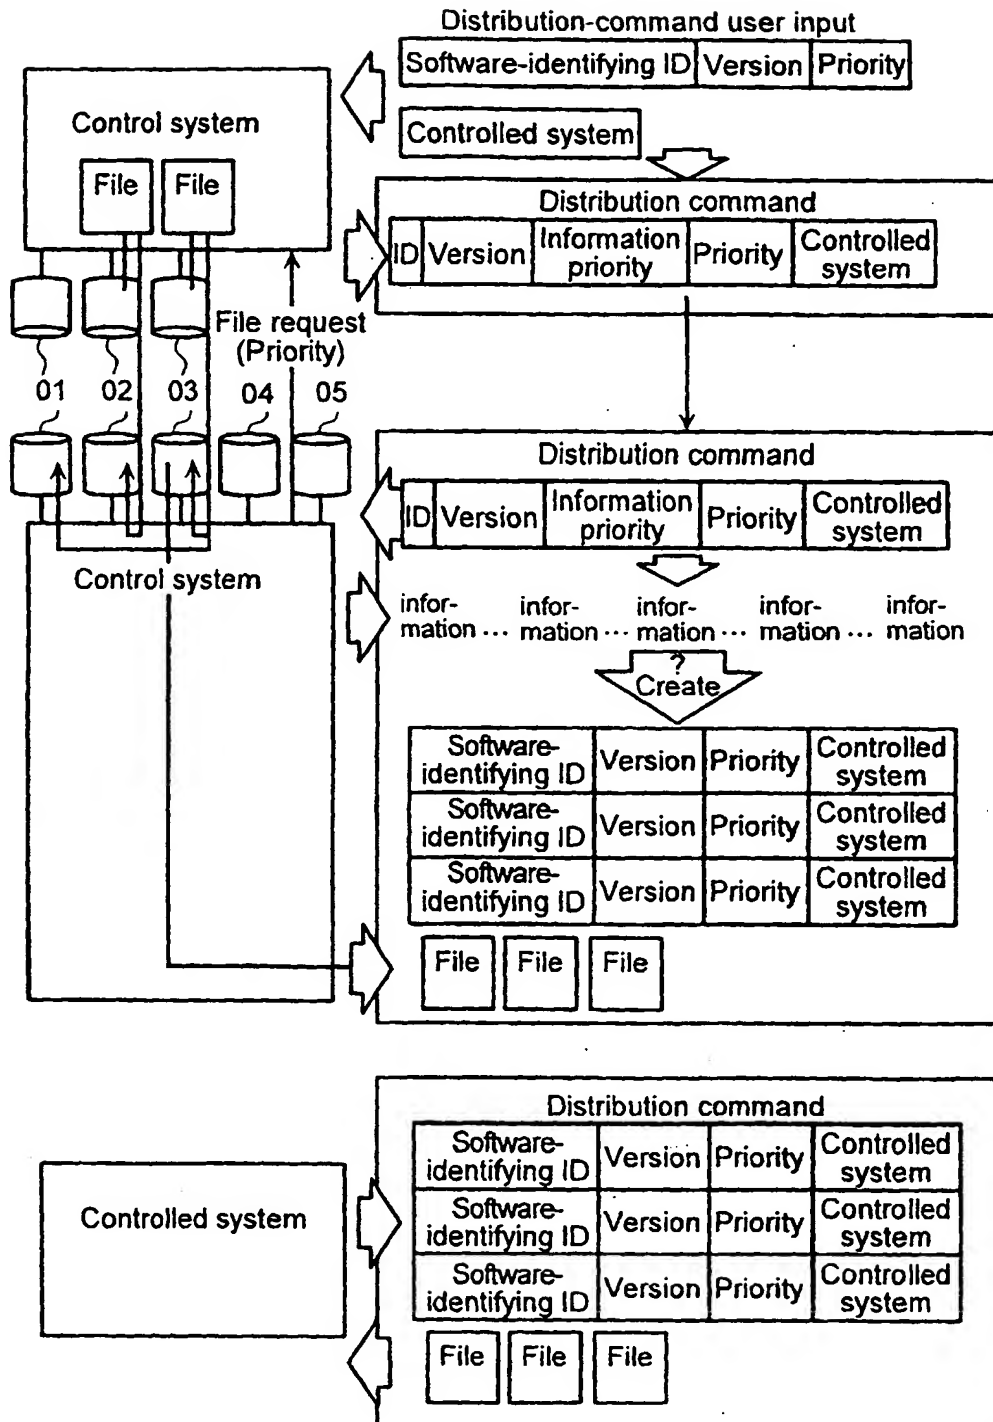 Distribution-command user input
Software-identifying ID Version Priority
Control system
Controlled system
File File
Distribution command
ID Version Information priority Priority Controlled system
File request
(Priority)
01 02 03 04 05
Distribution command
ID Version Information priority Priority Controlled system
Control system
infor- infor- infor- infor- infor-
mation ... mation ... mation ... mation ... mation
?
Create
Software- Controlled
identifying ID Version Priority system
Software- Controlled
identifying ID Version Priority system
Software- Controlled
identifying ID Version Priority system
File File File
Distribution command
Software- Controlled
identifying ID Version Priority system
Controlled system
Software- Controlled
identifying ID Version Priority system
Software- Controlled
identifying ID Version Priority system
File File File